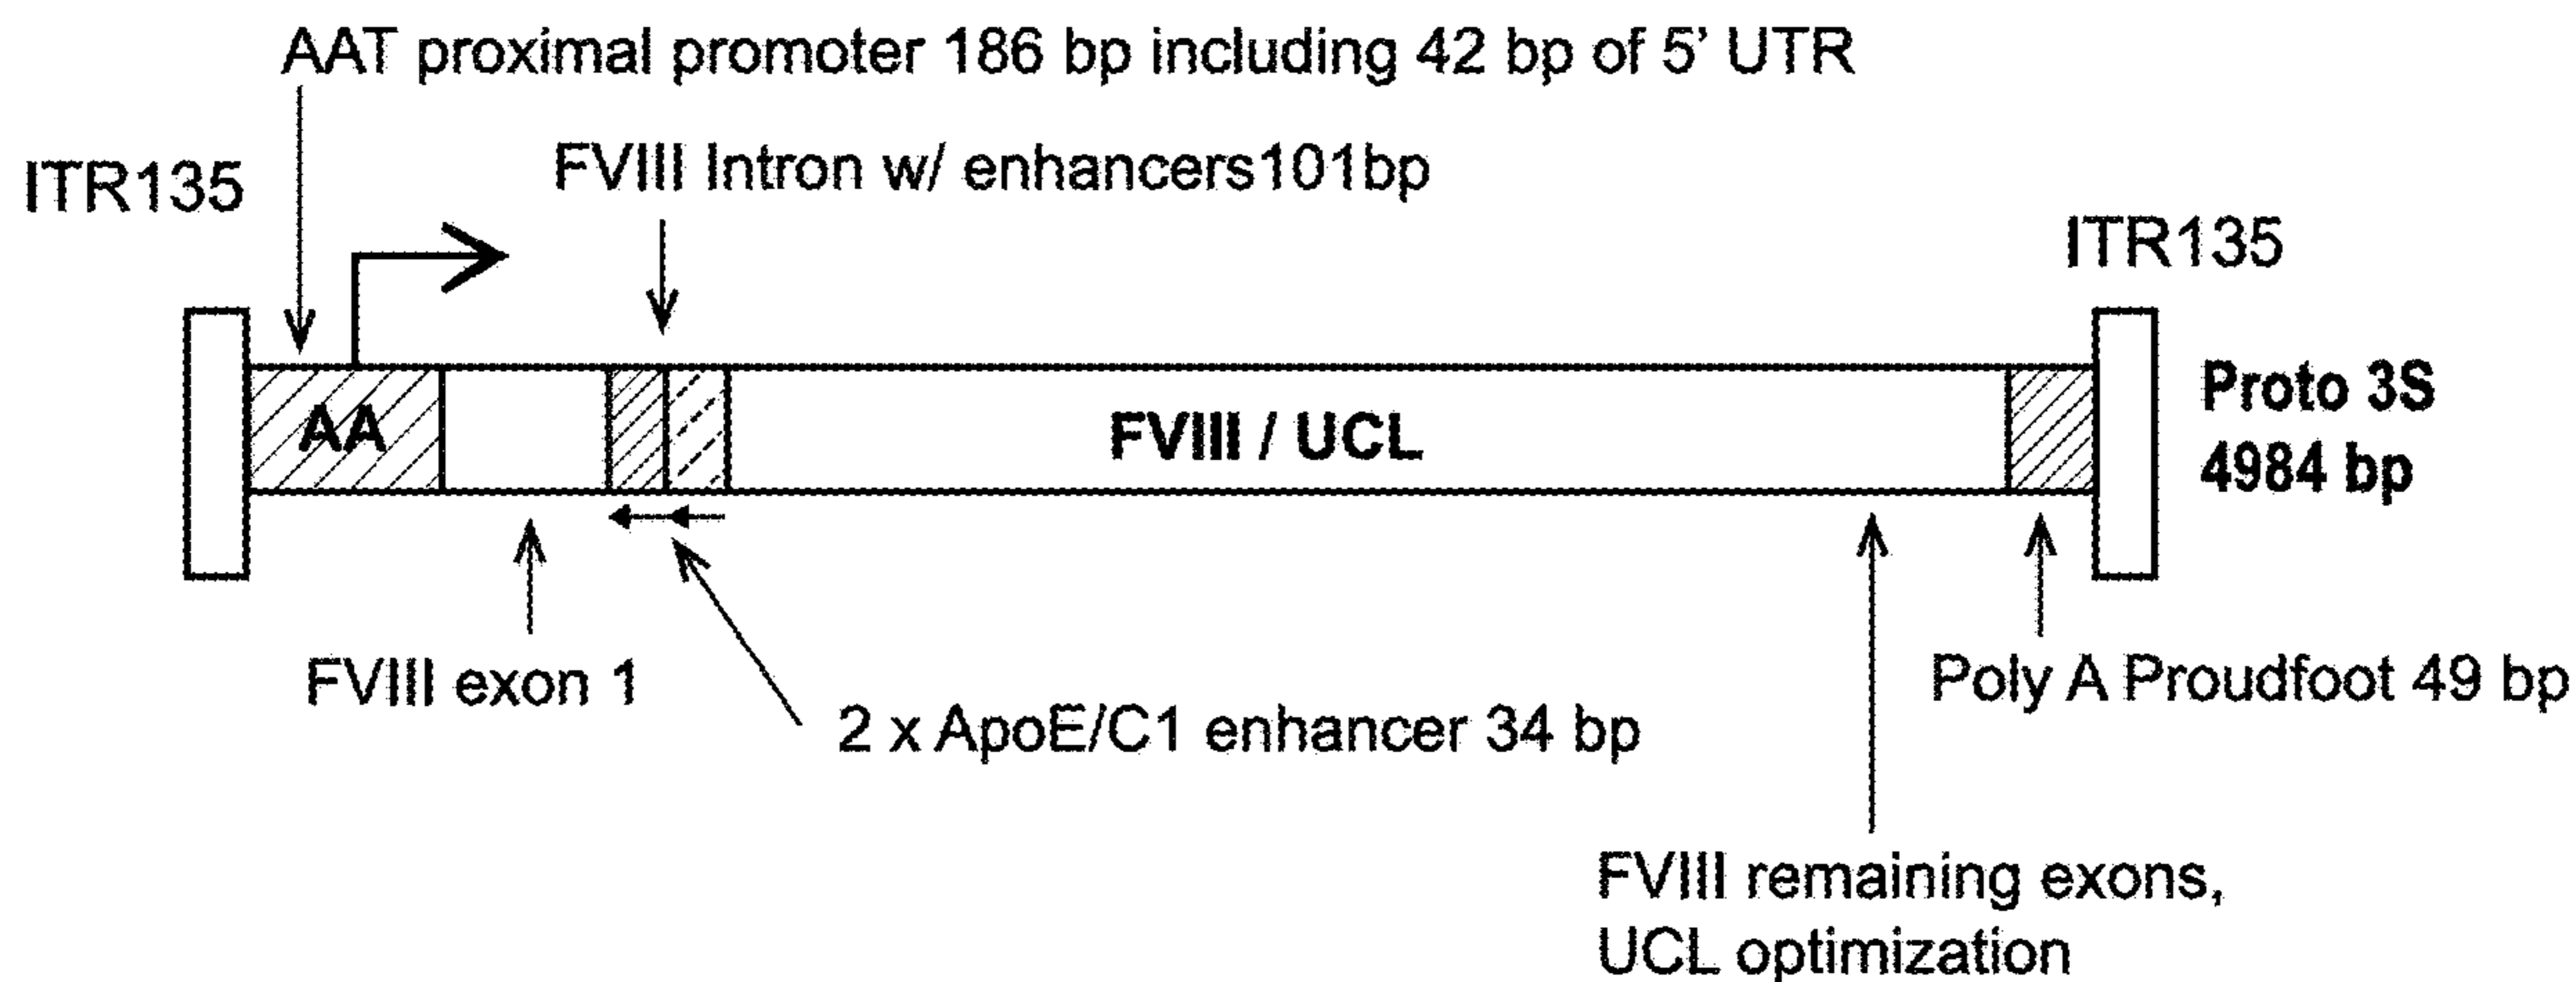 AAT proximal promoter 186 bp including 42 bp of 5’ UTR
ITR135
FVIII Intron w/ enhancers101bp
ITR135
AA
FVIII / UCL
Proto 3S
4984 bp
FVIII exon 1
2 x ApoE/C1 enhancer 34 bp
Poly A Proudfoot 49 bp
FVIII remaining exons,
UCL optimization